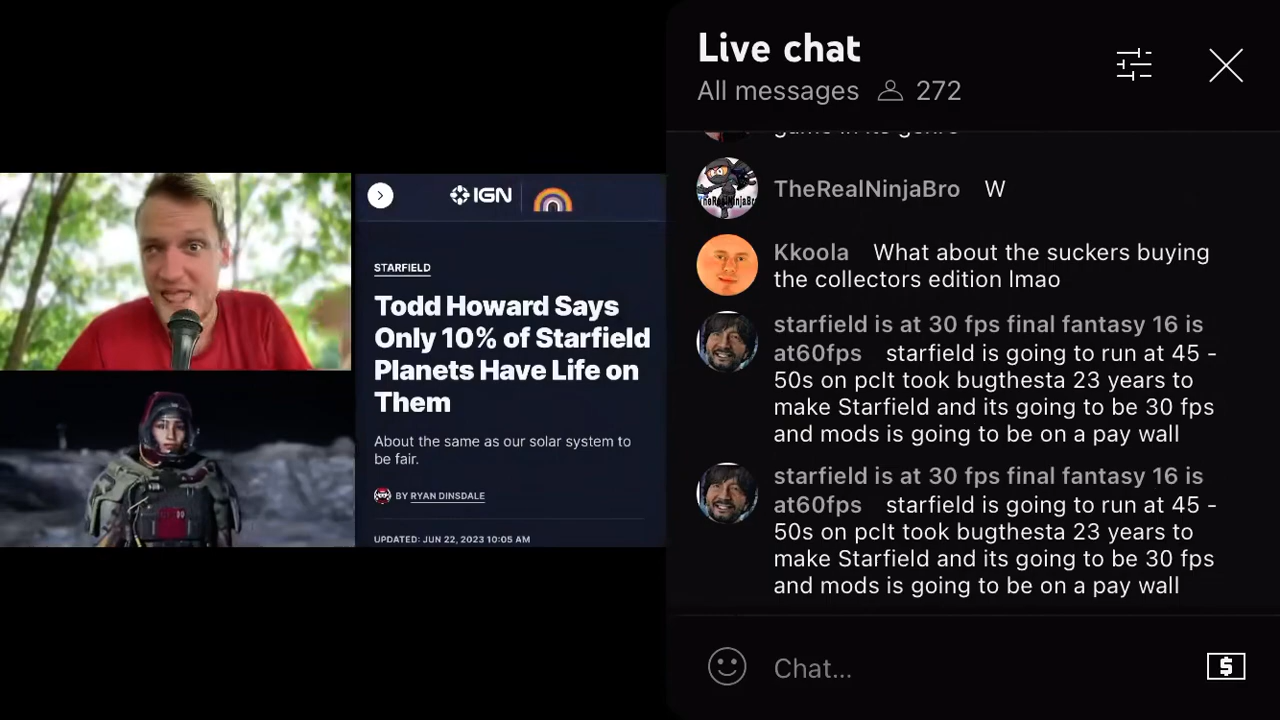 IGN
STARFIELD
Todd Howard Says
Only 10% of Starfield
Planets Have Life on
Them
About the same as our solar system to
be fair.
BY RYAN DINSDALE
UPDATED: JUN 22, 2023 10:05 AM
Live chat
All messages 272
game in its genre
TheRealNinjaBro W
Kkoola What about the suckers buying
the collectors edition lmao
starfield is at 30 fps final fantasy 16 is
at60fps starfield is going to run at 45 -
50s on pcIt took bugthesta 23 years to
make Starfield and its going to be 30 fps
and mods is going to be on a pay wall
starfield is at 30 fps final fantasy 16 is
at60fps starfield is going to run at 45 -
50s on pcIt took bugthesta 23 years to
make Starfield and its going to be 30 fps
and mods is going to be on a pay wall
Chat...